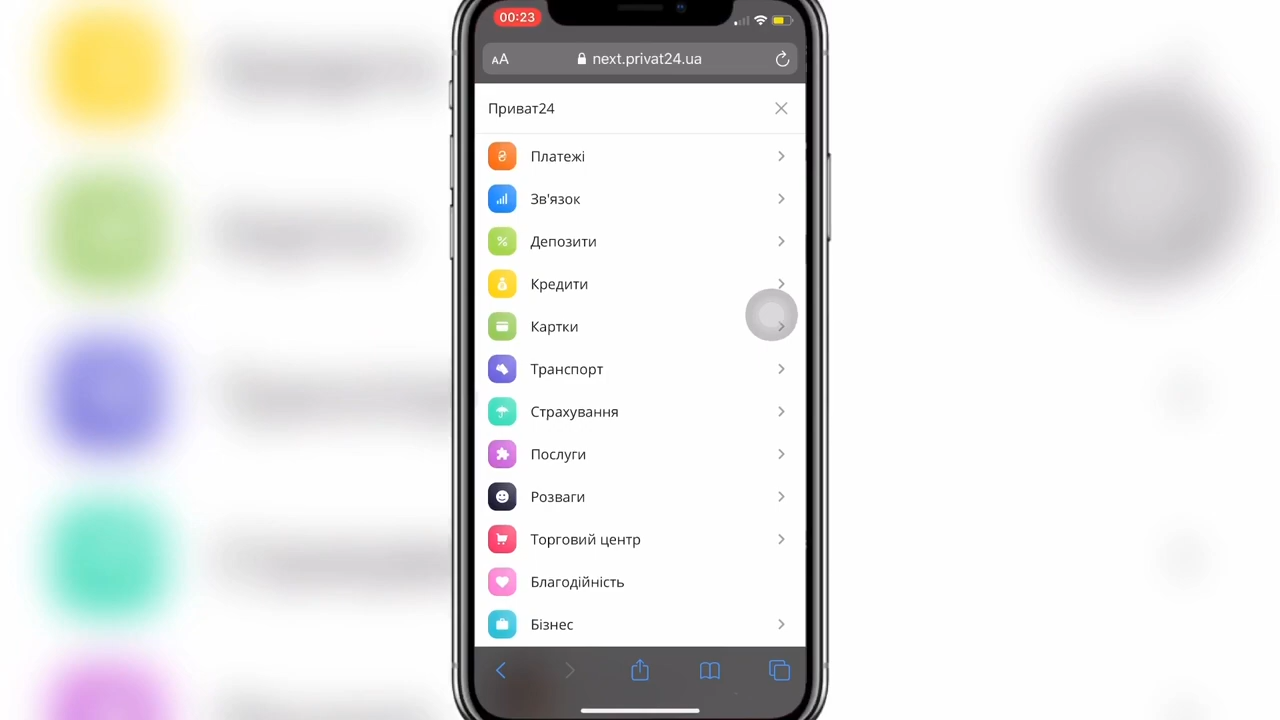 00:23
AA
next.privat24.ua
Приват24
Платежі
Зв'язок
Депозити
Кредити
Картки
Транспорт
Страхування
Послуги
Розваги
Торговий центр
Благодійність
Бізнес